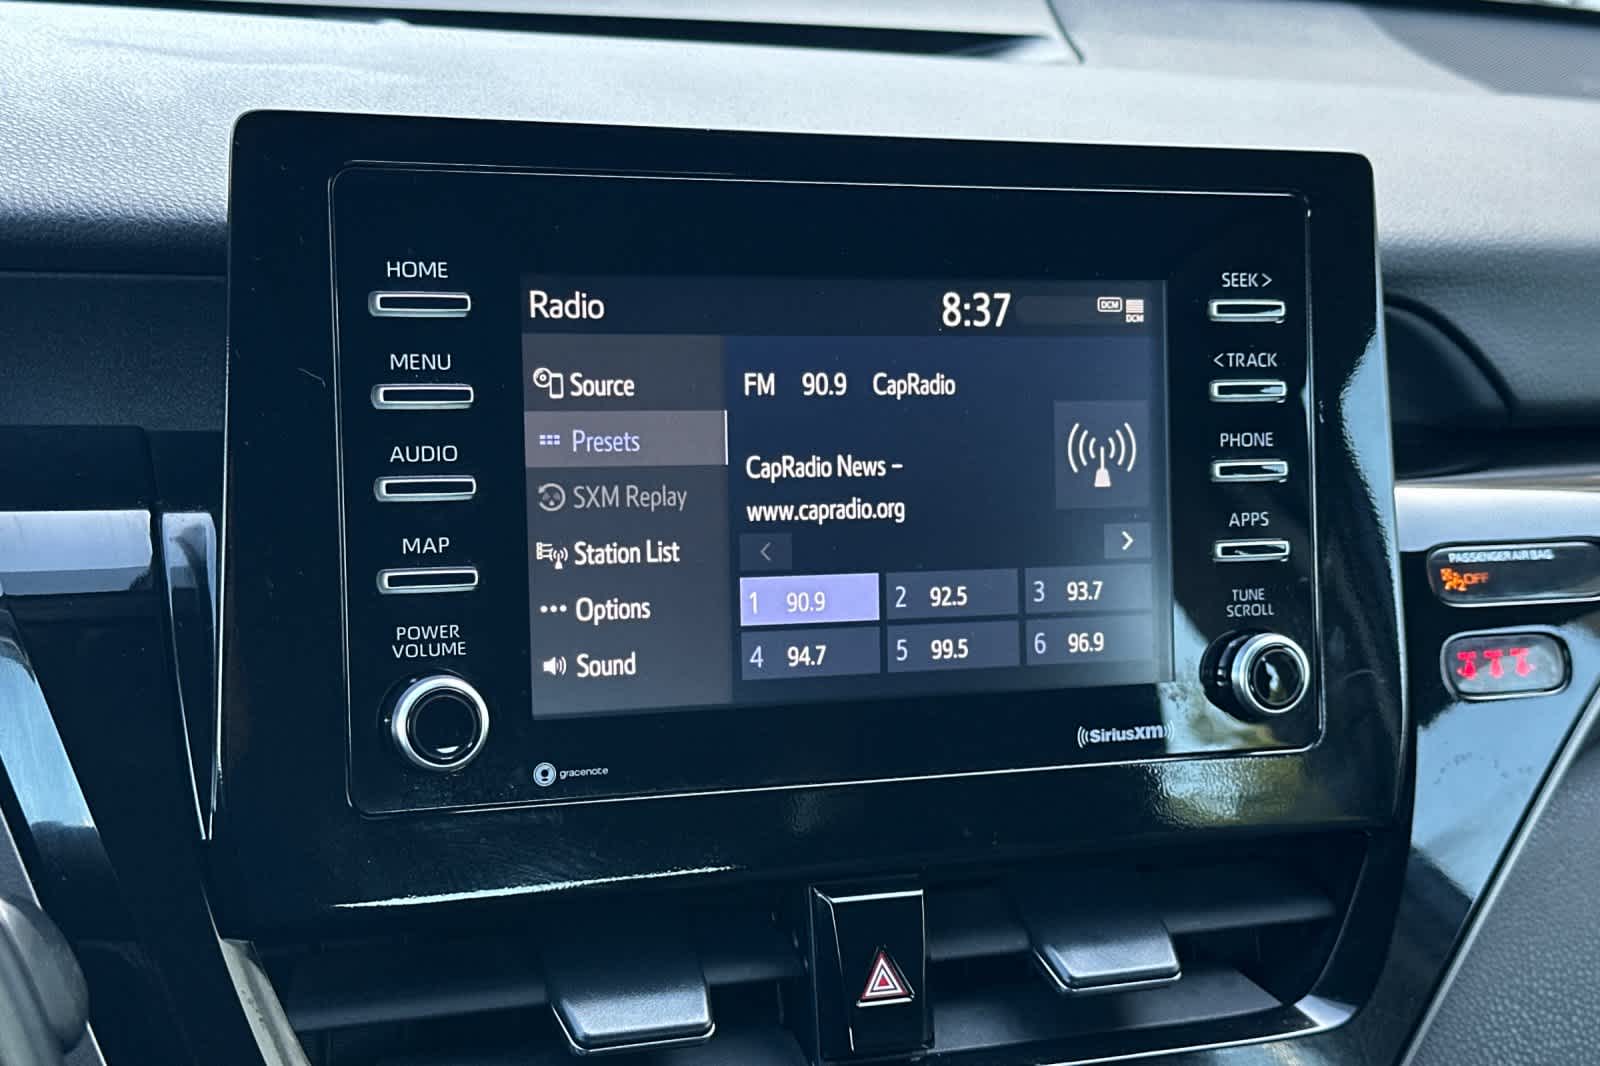 HOME
MENU
AUDIO
MAP
POWER
VOLUME
Radio
8:37
DCM
DCM
Source
Presets
SXM Replay
Station List
Options
Sound
FM 90.9 CapRadio
CapRadio News –
www.capradio.org
<
>
1 90.9
2 92.5
3 93.7
4 94.7
5 99.5
6 96.9
gracenote
SiriusXM
SEEK >
< TRACK
PHONE
APPS
TUNE
SCROLL
PASSENGER AIR BAG
OFF